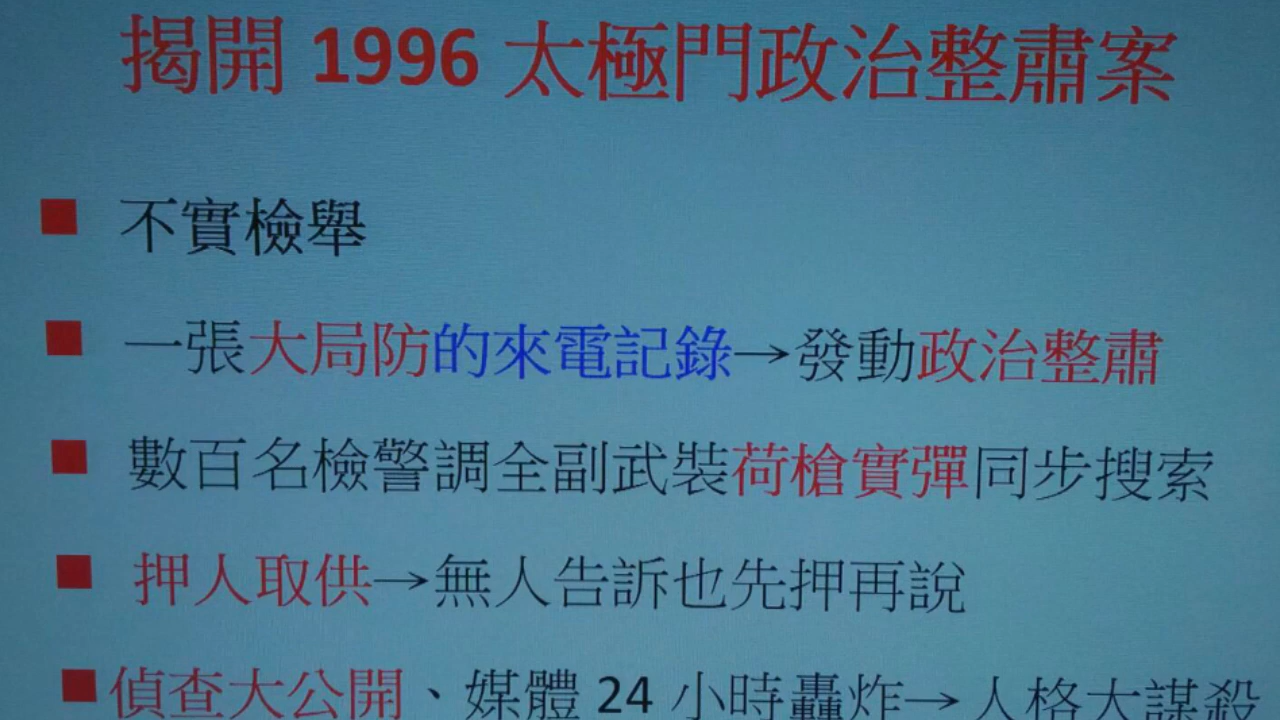 揭開 1996 太極門政治整肅案
■ 不實檢舉
■ 一張大局防的來電記錄→發動政治整肅
■ 數百名檢警調全副武裝荷槍實彈同步搜索
■ 押人取供→無人告訴也先押再說
■偵查大公開、媒體 24 小時轟炸→人格大謀殺